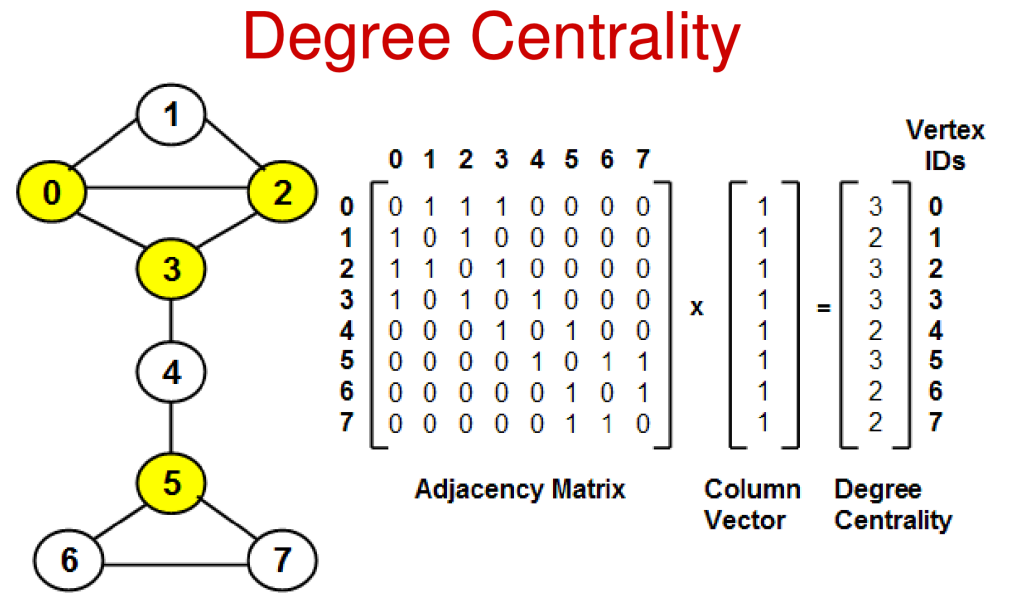 Degree Centrality
1
0
2
3
4
5
6
7
Vertex
IDs
0 1 2 3 4 5 6 7
0 0 1 1 1 0 0 0 0 1 3 0
1 1 0 1 0 0 0 0 0 1 2 1
2 1 1 0 1 0 0 0 0 1 3 2
3 1 0 1 0 1 0 0 0 x 1 = 3 3
4 0 0 0 1 0 1 0 0 1 2 4
5 0 0 0 0 1 0 1 1 1 3 5
6 0 0 0 0 0 1 0 1 1 2 6
7 0 0 0 0 0 1 1 0 1 2 7
Adjacency Matrix
Column
Vector
Degree
Centrality